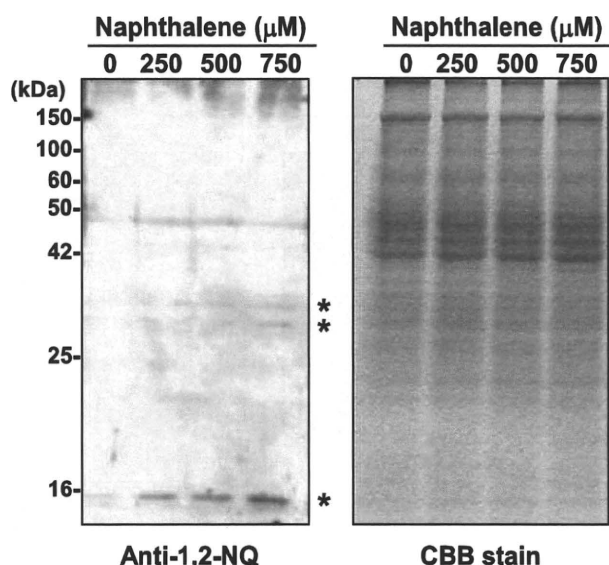 Naphthalene (μM) Naphthalene (μM)
0 250 500 750 0 250 500 750
(kDa)
150-
100-
60-
50-
42-
*
*
25-
16-
*
Anti-1,2-NQ CBB stain